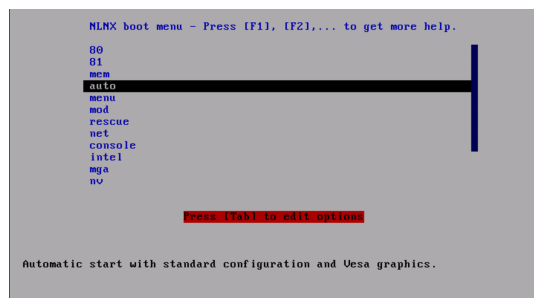 NLNX boot menu - Press [F1], [F2],... to get more help.
80
81
mem
auto
menu
mod
rescue
net
console
intel
mga
nv
Press [Tab] to edit options
Automatic start with standard configuration and Vesa graphics.